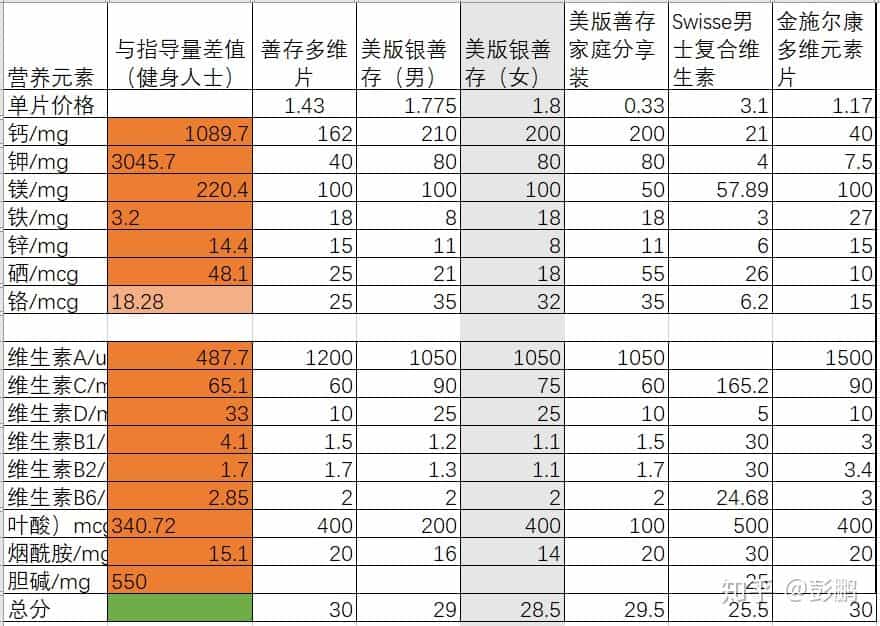 营养元素 与指导量差值（健身人士） 善存多维片 美版银善存（男） 美版银善存（女） 美版善存家庭分享装 Swisse男士复合维生素 金施尔康多维元素片
单片价格 1.43 1.775 1.8 0.33 3.1 1.17
钙/mg 1089.7 162 210 200 200 21 40
钾/mg 3045.7 40 80 80 80 4 7.5
镁/mg 220.4 100 100 100 50 57.89 100
铁/mg 3.2 18 8 18 18 3 27
锌/mg 14.4 15 11 8 11 6 15
硒/mcg 48.1 25 21 18 55 26 10
铬/mcg 18.28 25 35 32 35 6.2 15
维生素A/u 487.7 1200 1050 1050 1050 1500
维生素C/m 65.1 60 90 75 60 165.2 90
维生素D/m 33 10 25 25 10 5 10
维生素B1/ 4.1 1.5 1.2 1.1 1.5 30 3
维生素B2/ 1.7 1.7 1.3 1.1 1.7 30 3.4
维生素B6/ 2.85 2 2 2 2 24.68 3
叶酸）mcg 340.72 400 200 400 100 500 400
烟酰胺/mg 15.1 20 16 14 20 30 20
胆碱/mg 550 25
总分 30 29 28.5 29.5 25.5 30
知乎 @彭鹏